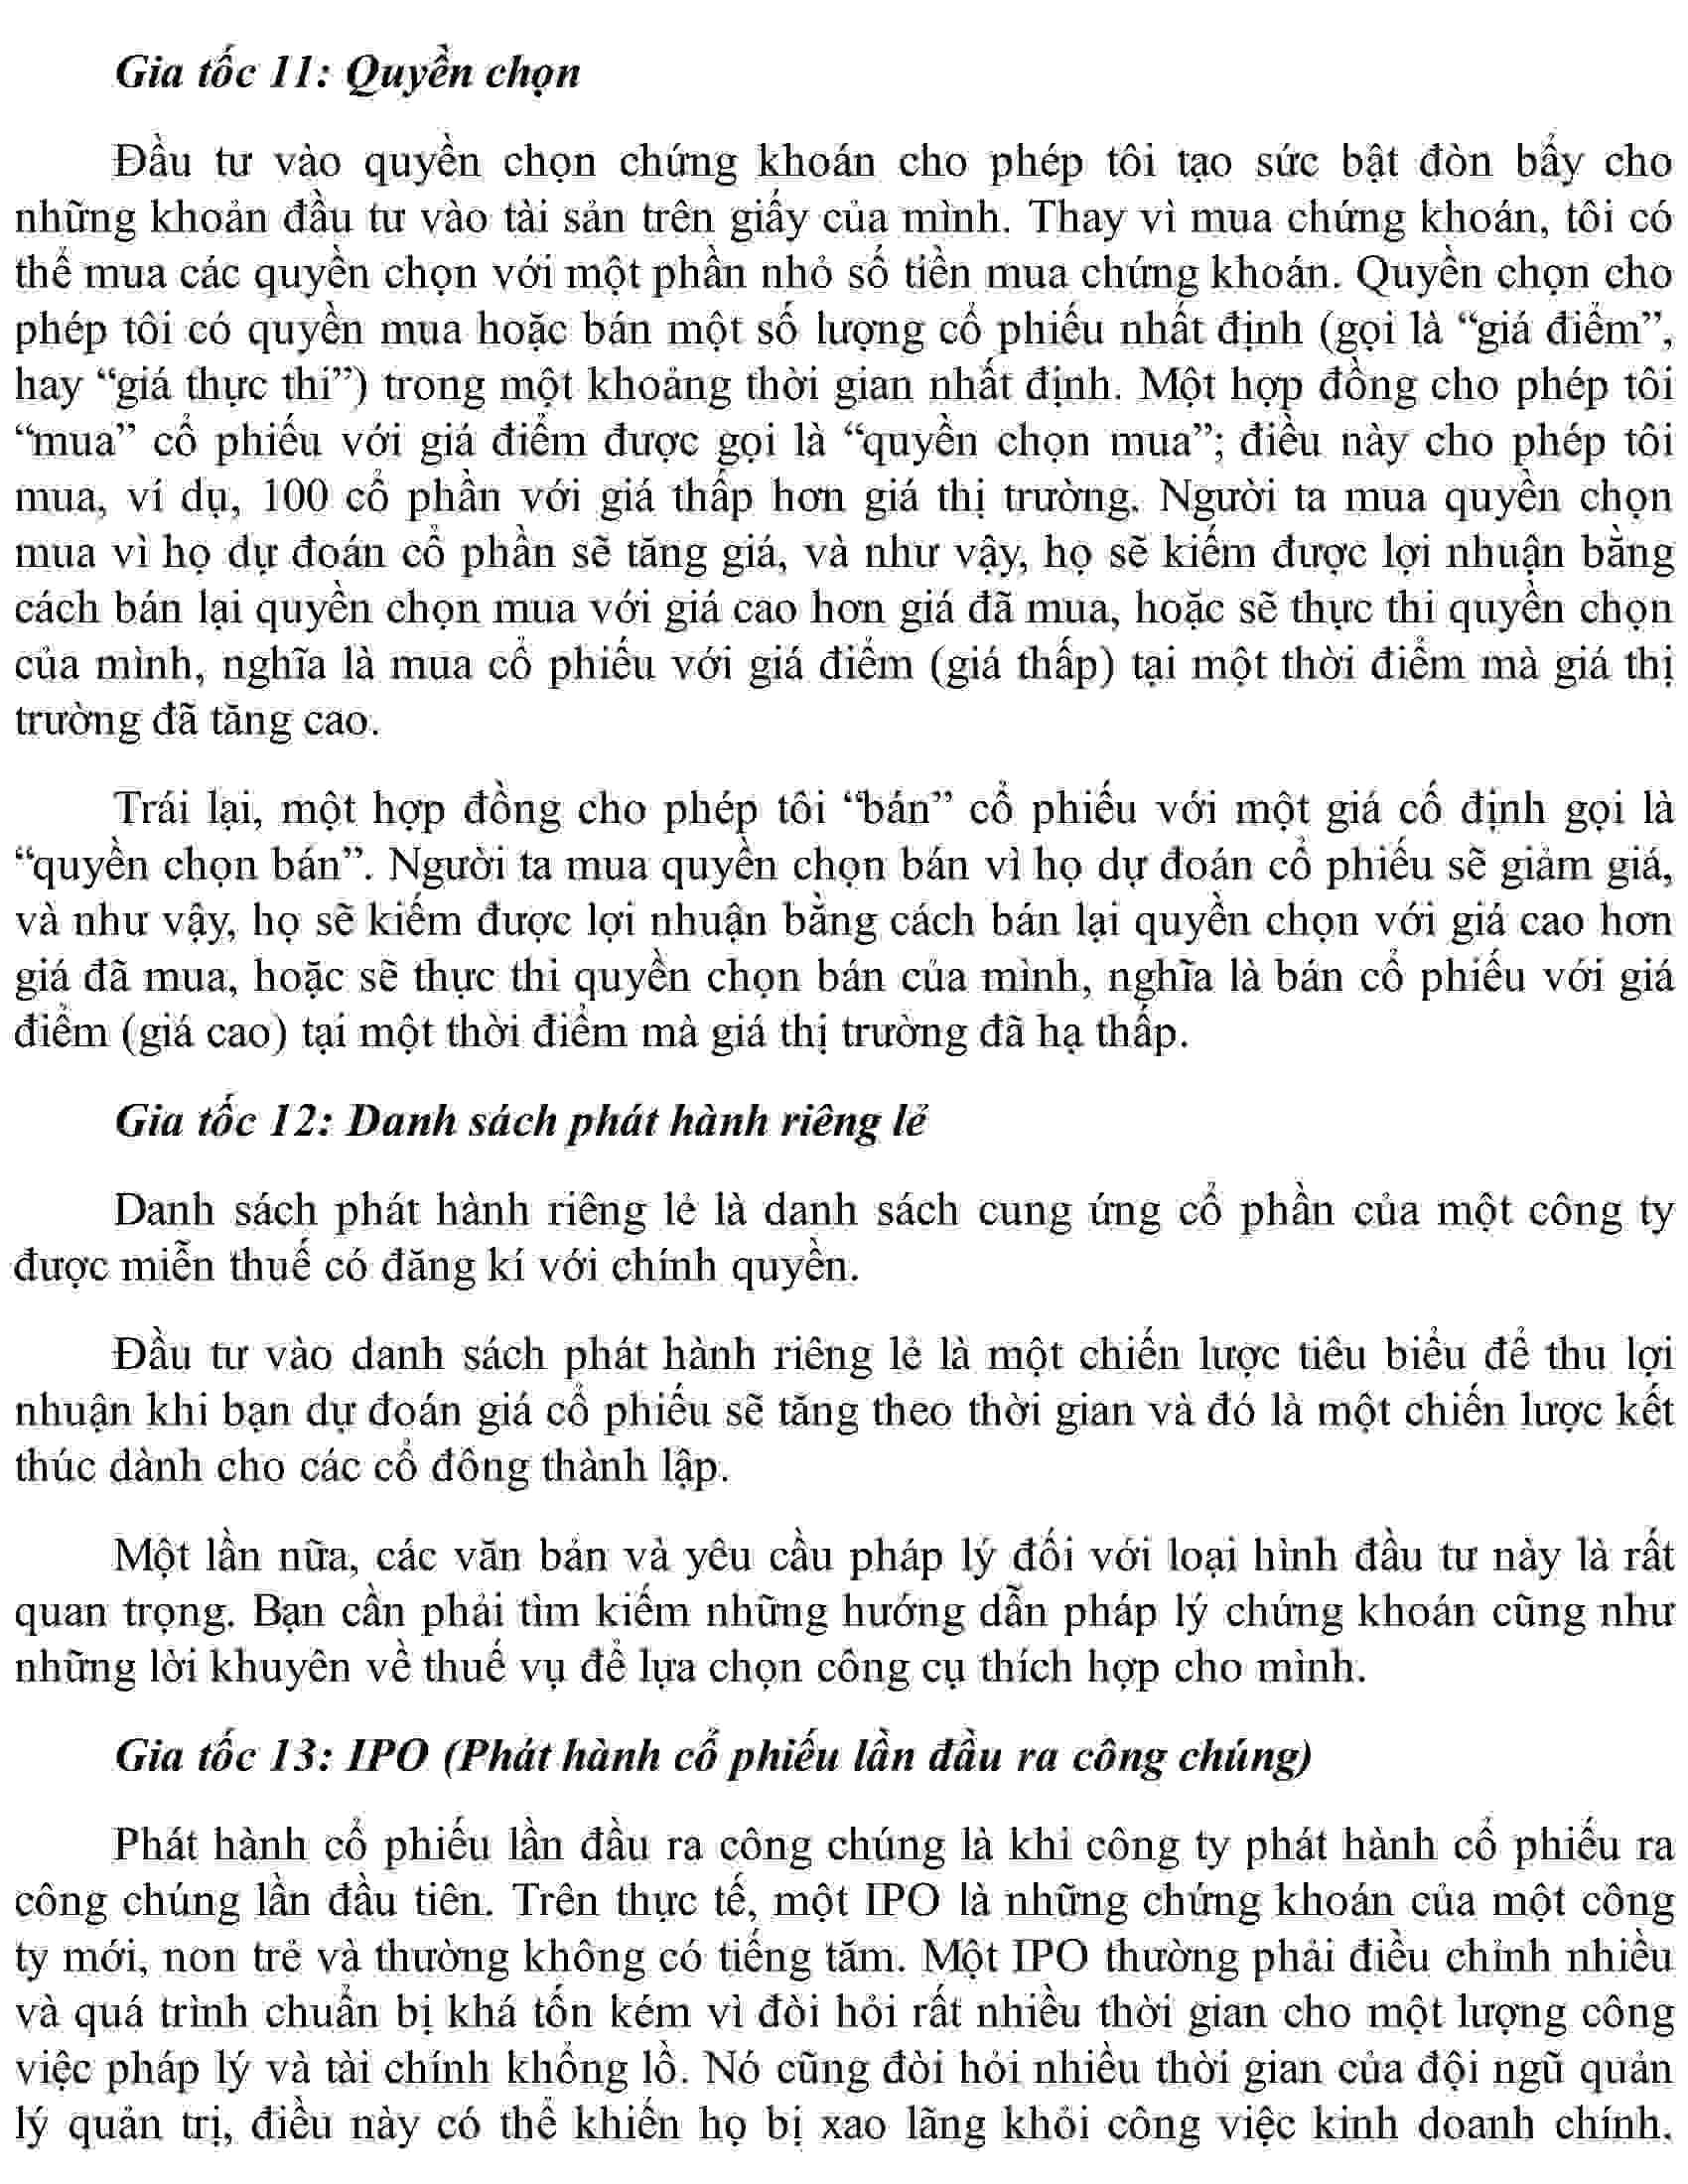 Gia tốc 11: Quyền chọn
Đầu tư vào quyền chọn chứng khoán cho phép tôi tạo sức bật đòn bẩy cho
những khoản đầu tư vào tài sản trên giấy của mình. Thay vì mua chứng khoán, tôi có
thể mua các quyền chọn với một phần nhỏ số tiền mua chứng khoán. Quyền chọn cho
phép tôi có quyền mua hoặc bán một số lượng cổ phiếu nhất định (gọi là “giá điểm”,
hay “giá thực thi”) trong một khoảng thời gian nhất định. Một hợp đồng cho phép tôi
“mua” cổ phiếu với giá điểm được gọi là “quyền chọn mua”; điều này cho phép tôi
mua, ví dụ, 100 cổ phần với giá thấp hơn giá thị trường. Người ta mua quyền chọn
mua vì họ dự đoán cổ phần sẽ tăng giá, và như vậy, họ sẽ kiếm được lợi nhuận bằng
cách bán lại quyền chọn mua với giá cao hơn giá đã mua, hoặc sẽ thực thi quyền chọn
của mình, nghĩa là mua cổ phiếu với giá điểm (giá thấp) tại một thời điểm mà giá thị
trường đã tăng cao.
Trái lại, một hợp đồng cho phép tôi “bán” cổ phiếu với một giá cố định gọi là
“quyền chọn bán”. Người ta mua quyền chọn bán vì họ dự đoán cổ phiếu sẽ giảm giá,
và như vậy, họ sẽ kiếm được lợi nhuận bằng cách bán lại quyền chọn với giá cao hơn
giá đã mua, hoặc sẽ thực thi quyền chọn bán của mình, nghĩa là bán cổ phiếu với giá
điểm (giá cao) tại một thời điểm mà giá thị trường đã hạ thấp.
Gia tốc 12: Danh sách phát hành riêng lẻ
Danh sách phát hành riêng lẻ là danh sách cung ứng cổ phần của một công ty
được miễn thuế có đăng kí với chính quyền.
Đầu tư vào danh sách phát hành riêng lẻ là một chiến lược tiêu biểu để thu lợi
nhuận khi bạn dự đoán giá cổ phiếu sẽ tăng theo thời gian và đó là một chiến lược kết
thúc dành cho các cổ đông thành lập.
Một lần nữa, các văn bản và yêu cầu pháp lý đối với loại hình đầu tư này là rất
quan trọng. Bạn cần phải tìm kiếm những hướng dẫn pháp lý chứng khoán cũng như
những lời khuyên về thuế vụ để lựa chọn công cụ thích hợp cho mình.
Gia tốc 13: IPO (Phát hành cổ phiếu lần đầu ra công chúng)
Phát hành cổ phiếu lần đầu ra công chúng là khi công ty phát hành cổ phiếu ra
công chúng lần đầu tiên. Trên thực tế, một IPO là những chứng khoán của một công
ty mới, non trẻ và thường không có tiếng tăm. Một IPO thường phải điều chỉnh nhiều
và quá trình chuẩn bị khá tốn kém vì đòi hỏi rất nhiều thời gian cho một lượng công
việc pháp lý và tài chính khổng lồ. Nó cũng đòi hỏi nhiều thời gian của đội ngũ quản
lý quản trị, điều này có thể khiến họ bị xao lãng khỏi công việc kinh doanh chính.